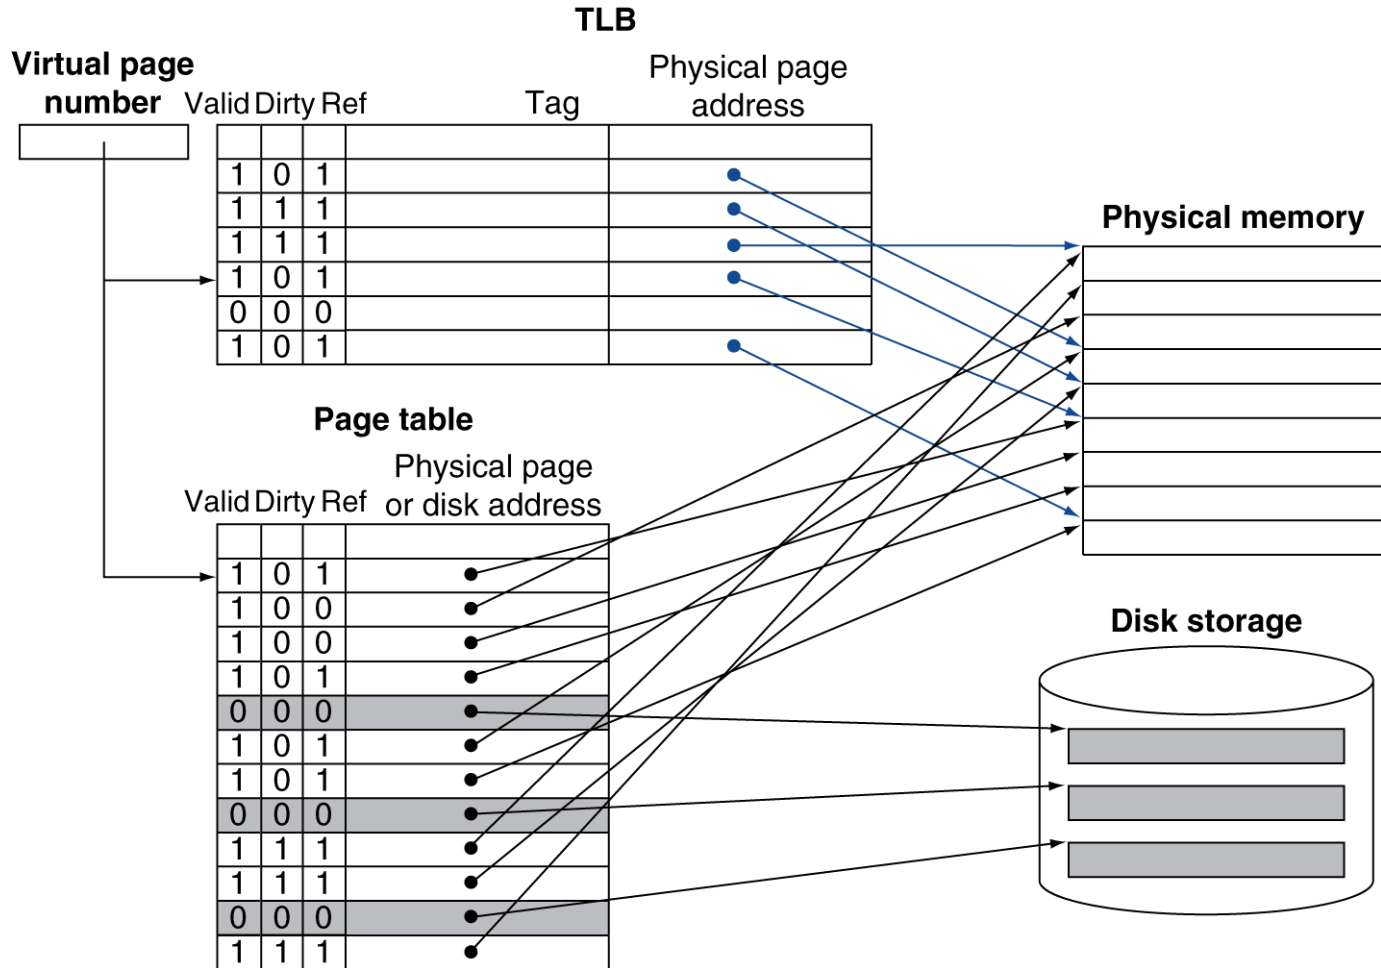 TLB
Virtual page
number
Valid Dirty Ref
Tag
Physical page
address
1 0 1
1 1 1
1 1 1
1 0 1
0 0 0
1 0 1
Physical memory
Page table
Physical page
or disk address
Valid Dirty Ref
1 0 1
1 0 0
1 0 0
1 0 1
0 0 0
1 0 1
1 0 1
0 0 0
1 1 1
1 1 1
0 0 0
1 1 1
Disk storage